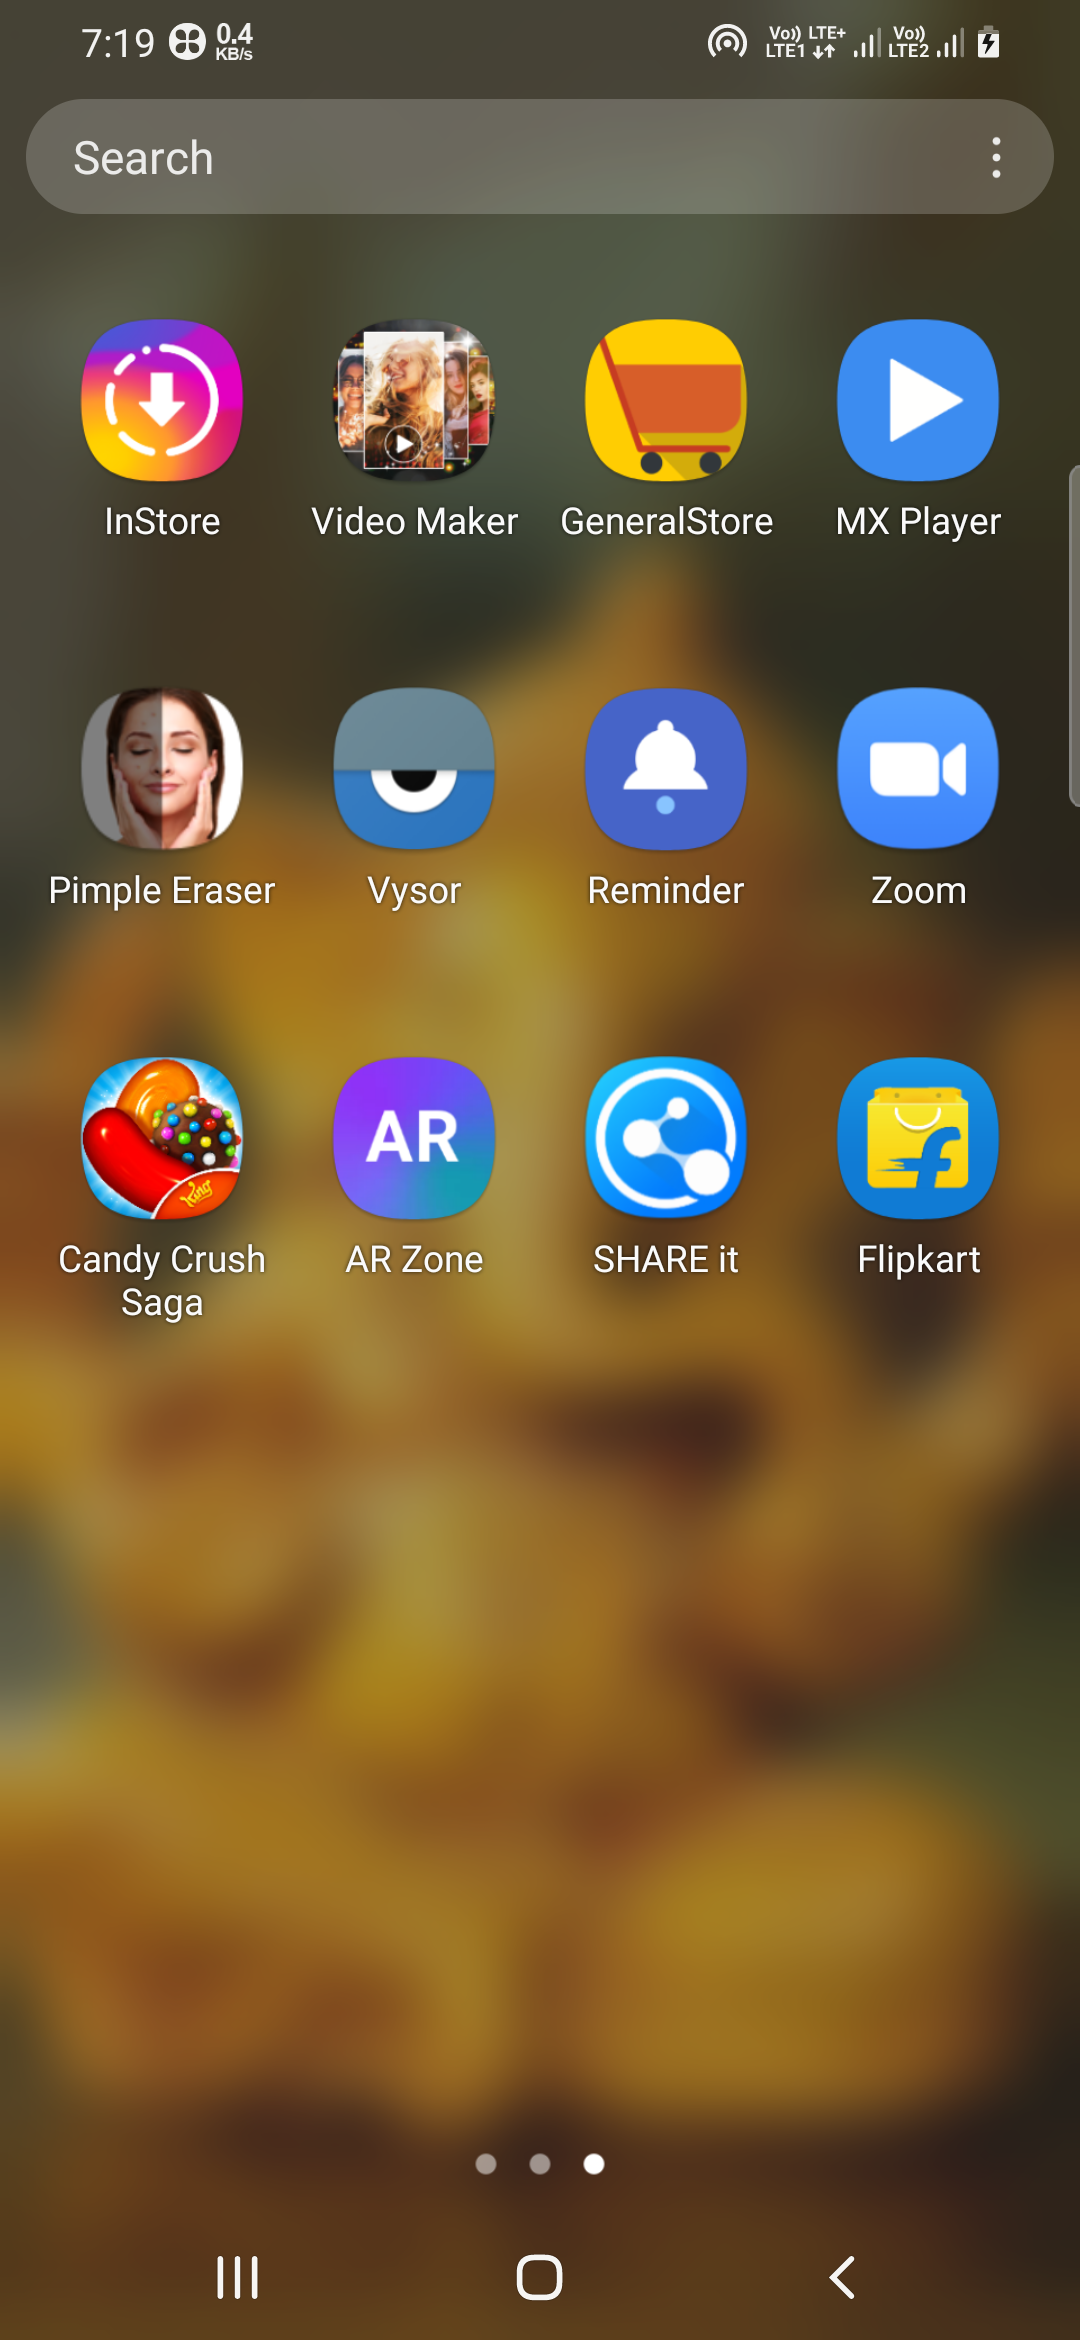 7:19 0.4 KB/s Vo)) LTE1 LTE+ Vo)) LTE2
Search
InStore Video Maker GeneralStore MX Player
Pimple Eraser Vysor Reminder Zoom
King AR f
Candy Crush Saga AR Zone SHARE it Flipkart